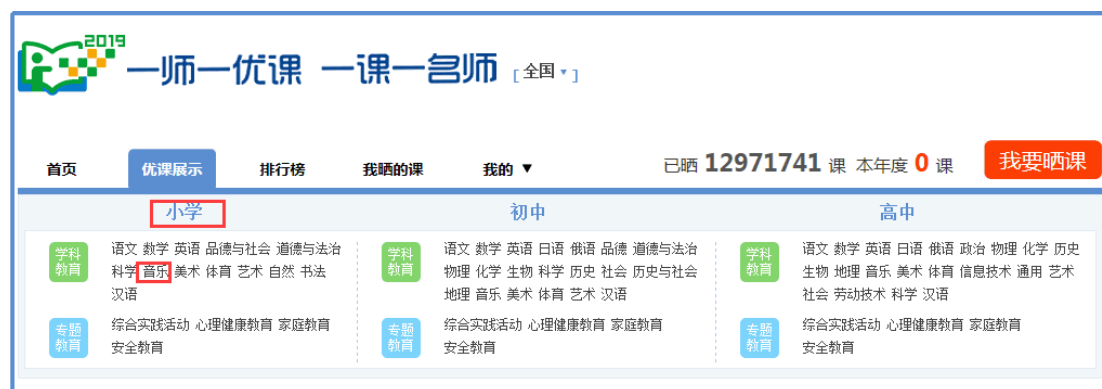 2019
一师一优课 一课一名师 [全国▼]
首页 优课展示 排行榜 我晒的课 我的 ▼ 已晒 12971741 课 本年度 0 课 我要晒课
小学 初中 高中
学科教育 语文 数学 英语 品德与社会 道德与法治
科学 音乐 美术 体育 艺术 自然 书法
汉语
专题教育 综合实践活动 心理健康教育 家庭教育
安全教育
学科教育 语文 数学 英语 日语 俄语 品德 道德与法治
物理 化学 生物 科学 历史 社会 历史与社会
地理 音乐 美术 体育 艺术 汉语
专题教育 综合实践活动 心理健康教育 家庭教育
安全教育
学科教育 语文 数学 英语 日语 俄语 政治 物理 化学 历史
生物 地理 音乐 美术 体育 信息技术 通用 艺术
社会 劳动技术 科学 汉语
专题教育 综合实践活动 心理健康教育 家庭教育
安全教育